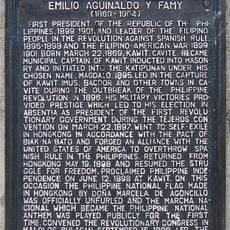 EMILIO AGUINALDO Y FAMY
(1869-1964)
FIRST PRESIDENT OF THE REPUBLIC OF THE PHI-
LIPPINES, 1899-1901, AND LEADER OF THE FILIPINO
PEOPLE IN THE REVOLUTION AGAINST SPANISH RULE,
1896-1898 AND THE FILIPINO-AMERICAN WAR 1899
1901. BORN MARCH 22, 1869, KAWIT, CAVITE. BECAME
MUNICIPAL CAPTAIN OF KAWIT, INDUCTED INTO MASON-
RY AND INITIATED INTO THE KATIPUNAN UNDER HIS
CHOSEN NAME, MAGDALO, 1895. LED IN THE CAPTURE
OF KAWIT, IMUS, BACOOR AND OTHER TOWNS IN CA-
VITE DURING THE OUTBREAK OF THE PHILIPPINE
REVOLUTION IN 1896. HIS MILITARY VICTORIES PRO-
VIDED PRESTIGE WHICH LED TO HIS ELECTION IN
ABSENTIA AS PRESIDENT OF THE FIRST REVOLU-
TIONARY GOVERNMENT DURING THE TEJEROS CON-
VENTION ON MARCH 22, 1897. WENT TO SELF EXILE
IN HONGKONG IN ACCORDANCE WITH THE PACT OF
BIAK-NA-BATO AND FORGED AN ALLIANCE WITH THE
UNITED STATES OF AMERICA TO OVERTHROW SPA-
NISH RULE IN THE PHILIPPINES. RETURNED FROM
HONGKONG MAY 19, 1898 AND RESUMED THE STRUG-
GLE FOR FREEDOM. PROCLAIMED PHILIPPINE INDE-
PENDENCE ON JUNE 12, 1898 AT KAWIT. ON THIS
OCCASION THE PHILIPPINE NATIONAL FLAG MADE
IN HONGKONG BY DOÑA MARCELA DE AGONCILLO
WAS OFFICIALLY UNFURLED AND THE MARCHA NA-
CIONAL WHICH BECAME THE PHILIPPINE NATIONAL
ANTHEM WAS PLAYED PUBLICLY FOR THE FIRST
TIME. CONVENED THE REVOLUTIONARY CONGRESS
IN MALOLOS, BULACAN, SEPTEMBER 15, 1898. LED THE